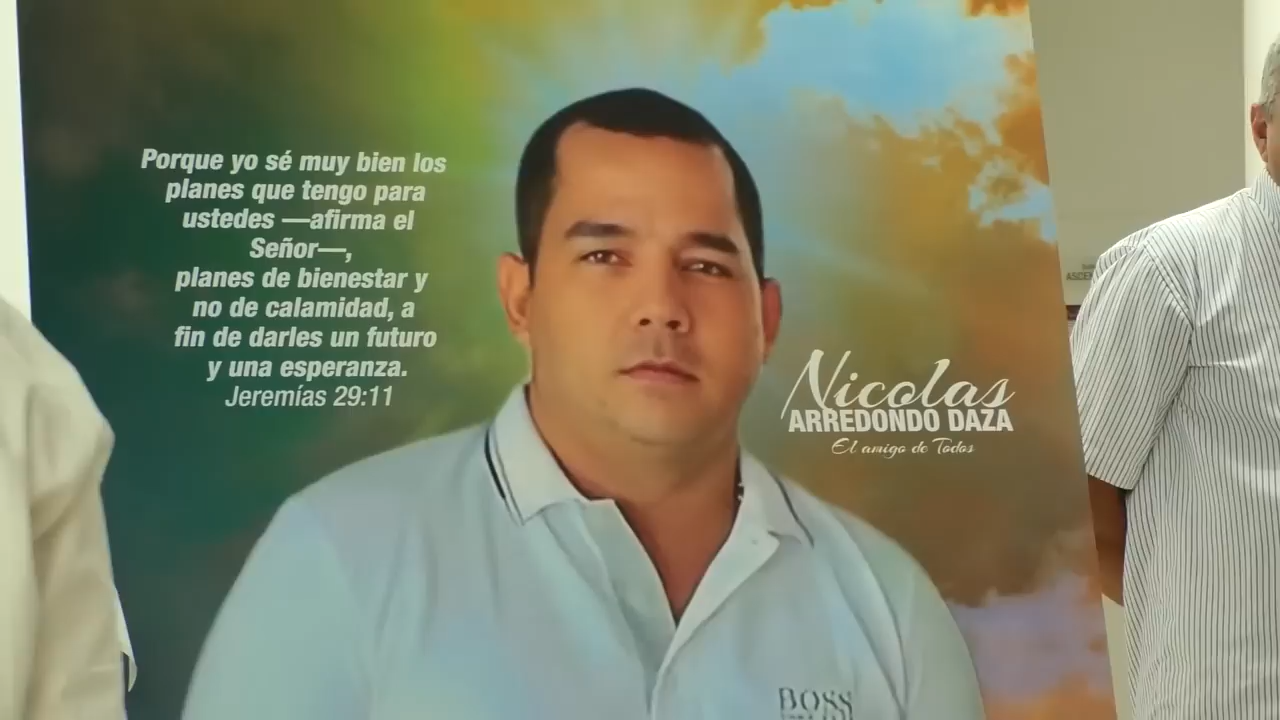 Porque yo sé muy bien los
planes que tengo para
ustedes —afirma el
Señor—,
planes de bienestar y
no de calamidad, a
fin de darles un futuro
y una esperanza.
Jeremías 29:11
Nicolas
ARREDONDO DAZA
El amigo de Todos
BOSS